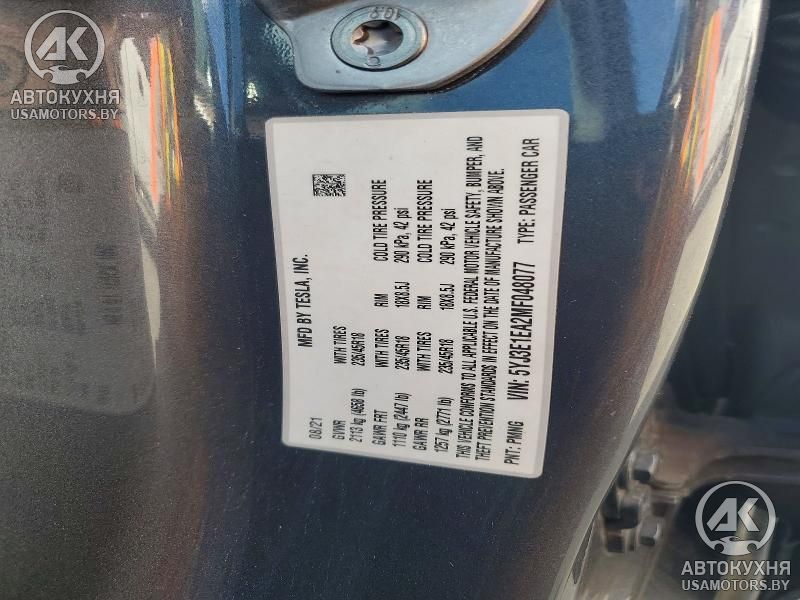 AK
АВТОКУХНЯ
USAMOTORS.BY
10.9
MFD BY TESLA, INC.
08/21
GVWR WITH TIRES RIM COLD TIRE PRESSURE
2113 kg (4658 lb) 235/45R18 18X8.5J 290 kPa, 42 psi
GAWR FRT WITH TIRES RIM COLD TIRE PRESSURE
1110 kg (2447 lb) 235/45R18 18X8.5J 290 kPa, 42 psi
GAWR RR
1257 kg (2771 lb)
THIS VEHICLE CONFORMS TO ALL APPLICABLE U.S. FEDERAL MOTOR VEHICLE SAFETY, BUMPER, AND
THEFT PREVENTION STANDARDS IN EFFECT ON THE DATE OF MANUFACTURE SHOWN ABOVE.
VIN: 5YJ3E1EA2MF048077
PNT: PMNG TYPE: PASSENGER CAR
AK
АВТОКУХНЯ
USAMOTORS.BY